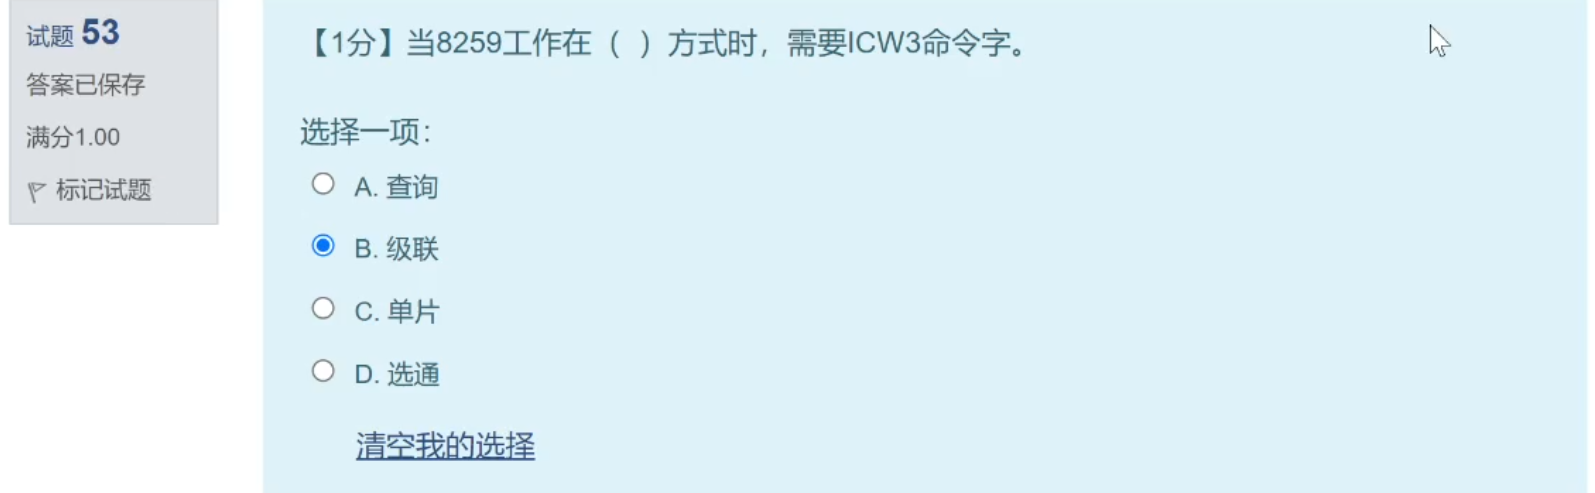 试题 53
答案已保存
满分1.00
标记试题
【1分】当8259工作在（ ）方式时，需要ICW3命令字。
选择一项：
A. 查询
B. 级联
C. 单片
D. 选通
清空我的选择